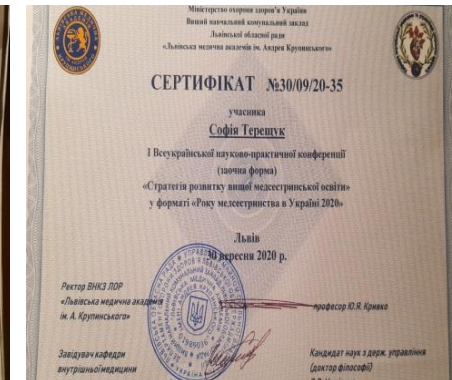 Міністерство охорони здоров'я України
Вищий навчальний комунальний заклад
Львівської обласної ради
«Львівська медична академія ім. Андрея Крупинського»
СЕРТИФІКАТ №30/09/20-35
учасника
Софія Терещук
І Всеукраїнської науково-практичної конференції
(заочна форма)
«Стратегія розвитку вищої медсестринської освіти»
у форматі «Року медсестринства в Україні 2020»
Львів
30 вересня 2020 р.
Ректор ВНКЗ ЛОР
«Львівська медична академія
ім. А. Крупинського»
професор Ю.Я. Кривко
Завідувач кафедри
внутрішньої медицини
Кандидат наук з держ. управління
(доктор філософії)